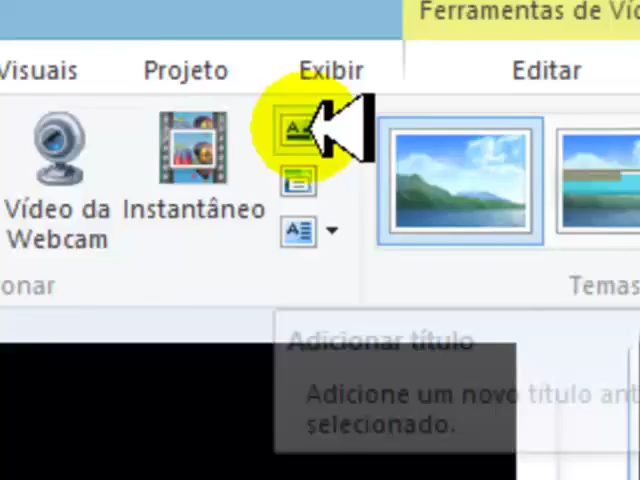 Ferramentas de Víd
Visuais Projeto Exibir Editar
Vídeo da Webcam
Instantâneo
onar
Temas
Adicionar título
Adicione um novo título ant
selecionado.